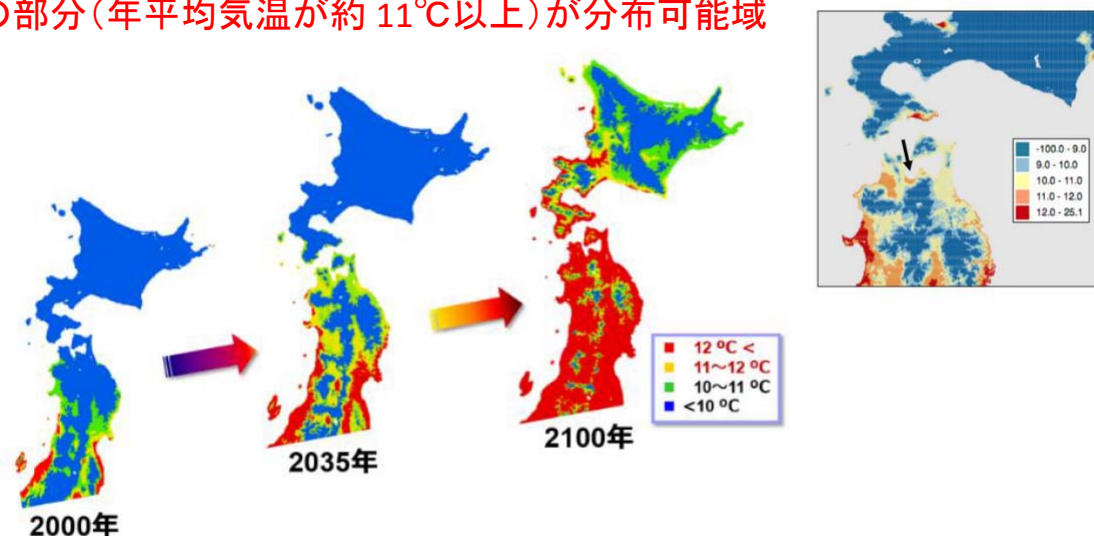 の部分（年平均気温が約 11℃以上）が分布可能域
-100.0 - 9.0
9.0 - 10.0
10.0 - 11.0
11.0 - 12.0
12.0 - 25.1
12 ºC <
11～12 ºC
10～11 ºC
<10 ºC
2100年
2035年
2000年